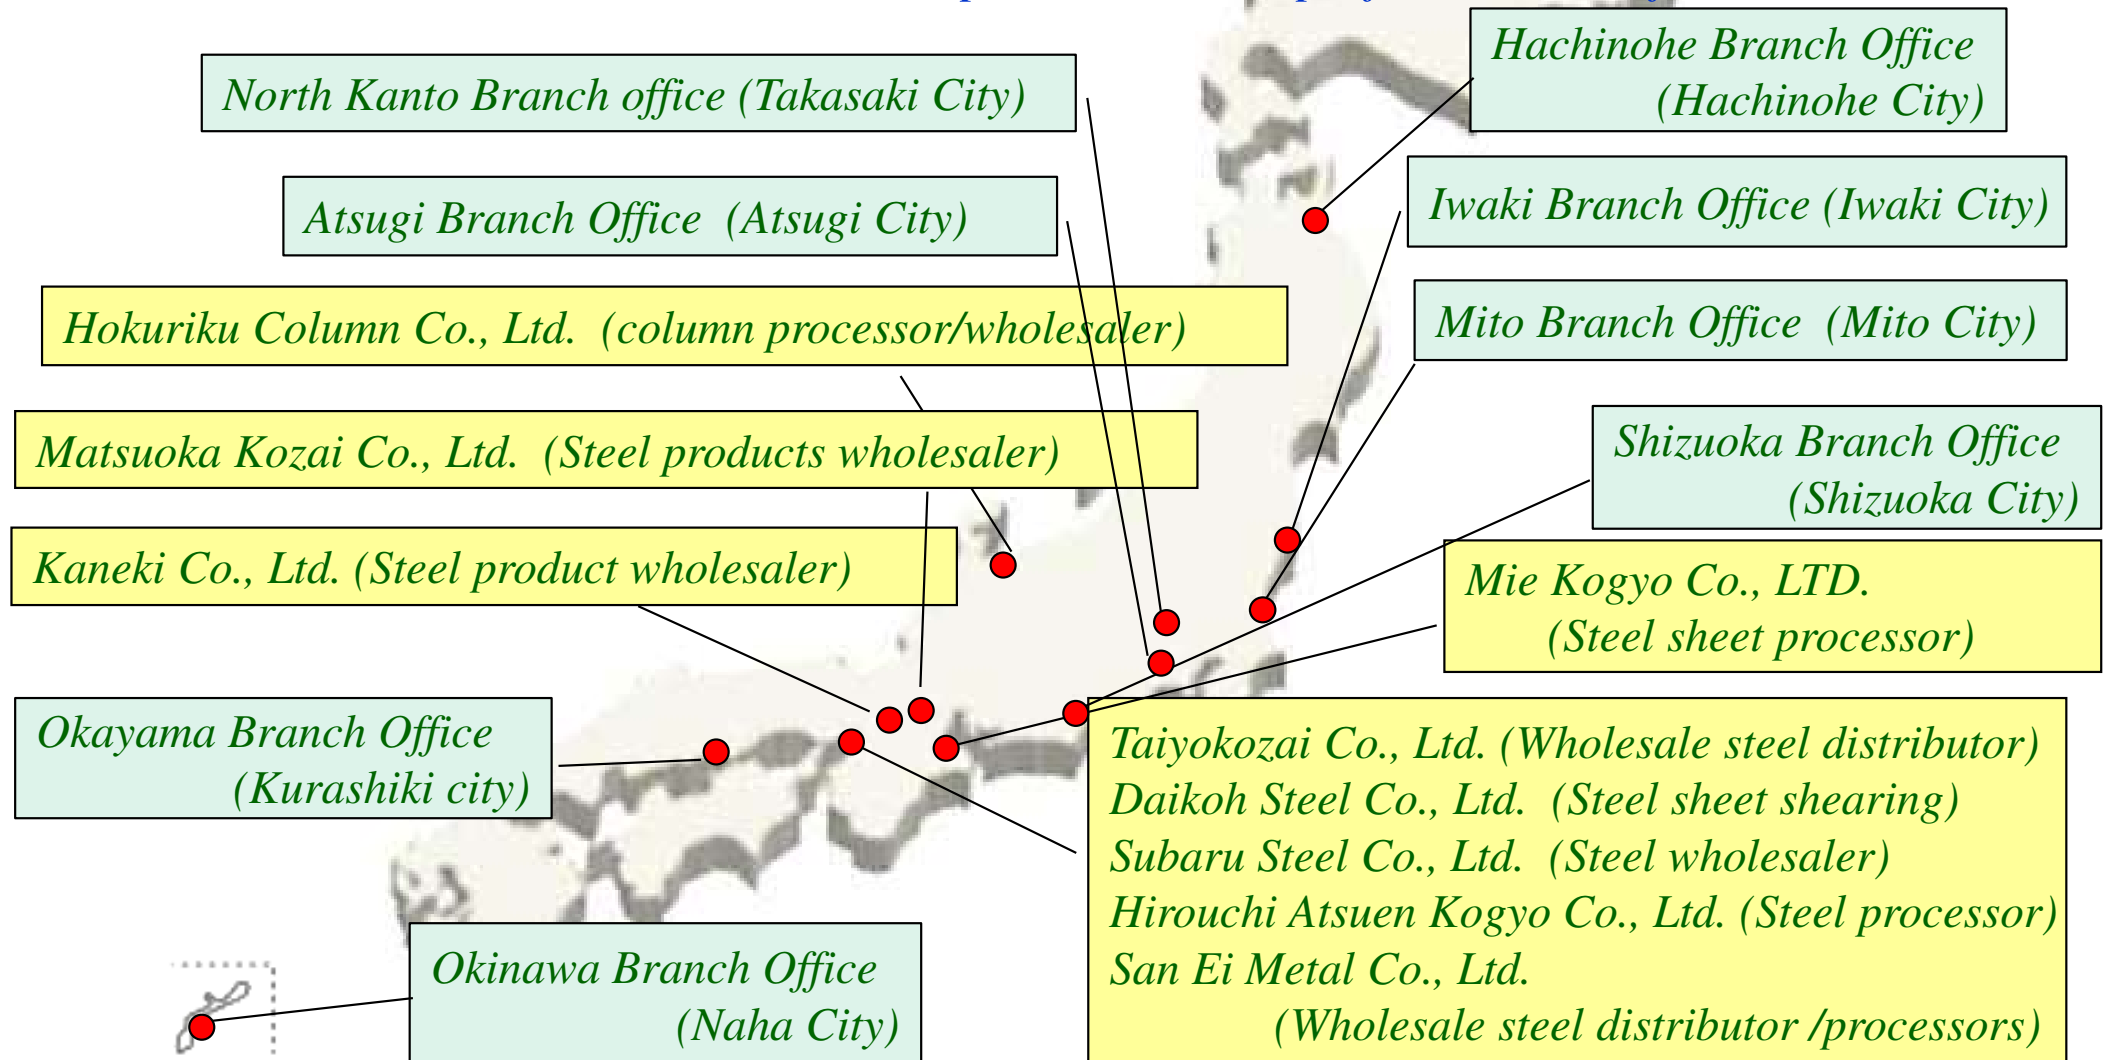 North Kanto Branch office (Takasaki City)
Hachinohe Branch Office
(Hachinohe City)
Atsugi Branch Office (Atsugi City)
Iwaki Branch Office (Iwaki City)
Hokuriku Column Co., Ltd. (column processor/wholesaler)
Mito Branch Office (Mito City)
Matsuoka Kozai Co., Ltd. (Steel products wholesaler)
Shizuoka Branch Office
(Shizuoka City)
Kaneki Co., Ltd. (Steel product wholesaler)
Mie Kogyo Co., LTD.
(Steel sheet processor)
Okayama Branch Office
(Kurashiki city)
Taiyokozai Co., Ltd. (Wholesale steel distributor)
Daikoh Steel Co., Ltd. (Steel sheet shearing)
Subaru Steel Co., Ltd. (Steel wholesaler)
Hirouchi Atsuen Kogyo Co., Ltd. (Steel processor)
San Ei Metal Co., Ltd.
(Wholesale steel distributor /processors)
Okinawa Branch Office
(Naha City)